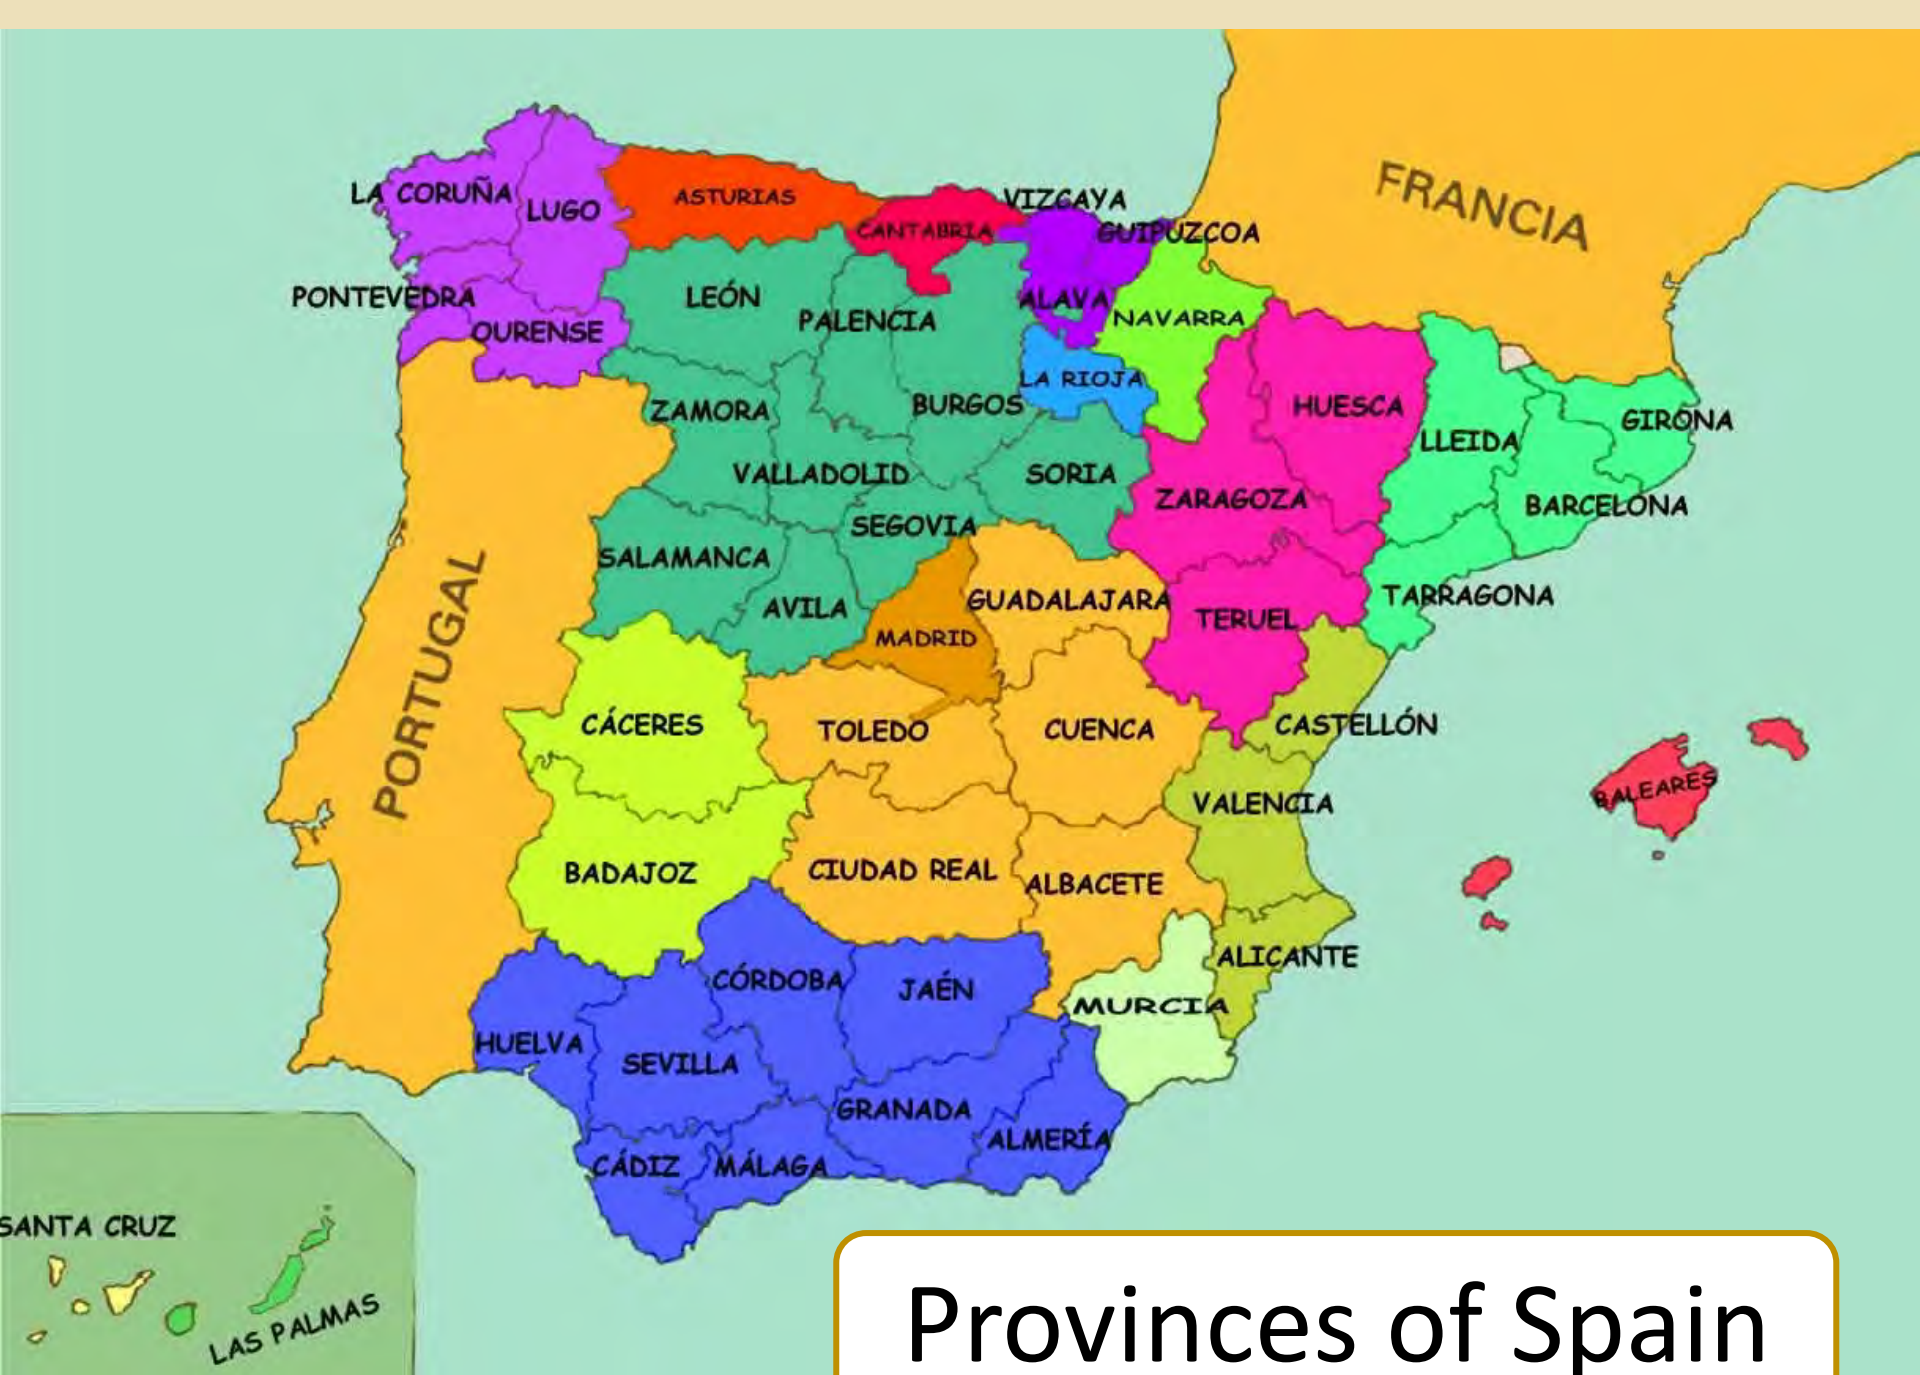 FRANCIA
LA CORUÑA
LUGO
ASTURIAS
CANTABRIA
VIZCAYA
GUIPUZCOA
PONTEVEDRA
OURENSE
LEÓN
PALENCIA
ALAVA
NAVARRA
LA RIOJA
ZAMORA
BURGOS
HUESCA
GIRONA
LLEIDA
VALLADOLID
SORIA
ZARAGOZA
BARCELONA
SEGOVIA
SALAMANCA
AVILA
MADRID
GUADALAJARA
TERUEL
TARRAGONA
PORTUGAL
CÁCERES
TOLEDO
CUENCA
CASTELLÓN
BALEARES
VALENCIA
BADAJOZ
CIUDAD REAL
ALBACETE
ALICANTE
CÓRDOBA
JAÉN
MURCIA
HUELVA
SEVILLA
GRANADA
ALMERÍA
CÁDIZ
MÁLAGA
SANTA CRUZ
LAS PALMAS
Provinces of Spain